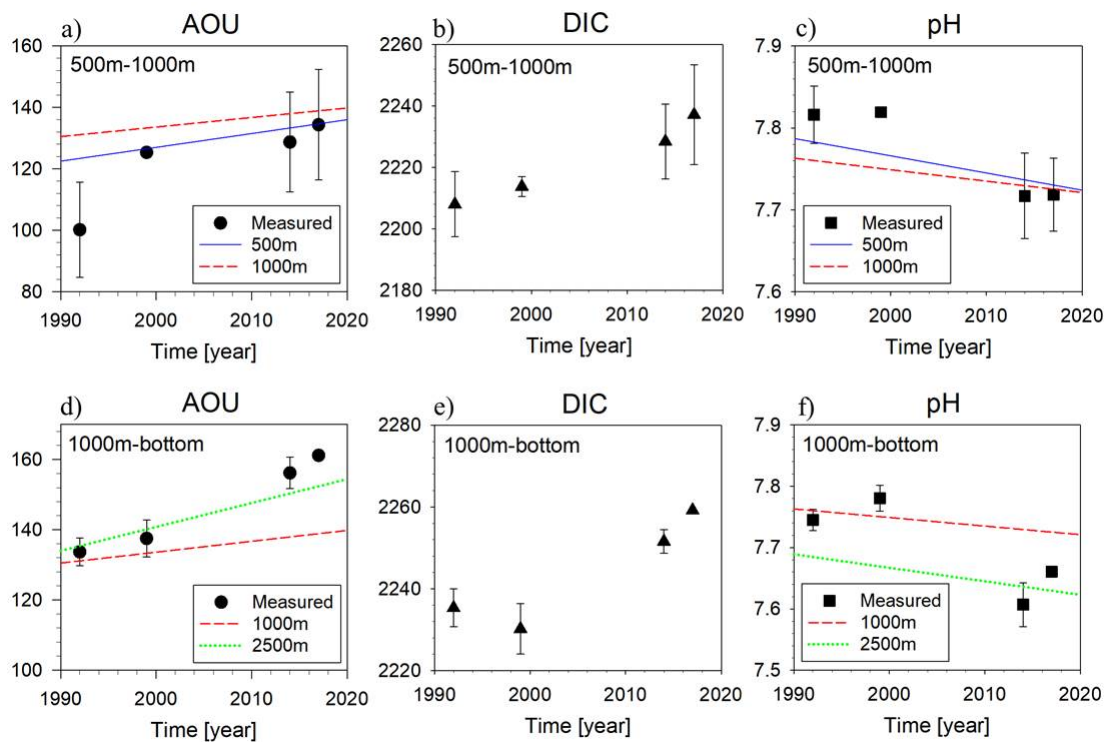 a) AOU
500m-1000m
160
140
120
100
80
Measured
500m
1000m
1990 2000 2010 2020
Time [year]
b) DIC
500m-1000m
2260
2240
2220
2200
2180
1990 2000 2010 2020
Time [year]
c) pH
500m-1000m
7.9
7.8
7.7
7.6
Measured
500m
1000m
1990 2000 2010 2020
Time [year]
d) AOU
1000m-bottom
160
140
120
100
Measured
1000m
2500m
1990 2000 2010 2020
Time [year]
e) DIC
1000m-bottom
2280
2260
2240
2220
1990 2000 2010 2020
Time [year]
f) pH
1000m-bottom
7.9
7.8
7.7
7.6
7.5
Measured
1000m
2500m
1990 2000 2010 2020
Time [year]